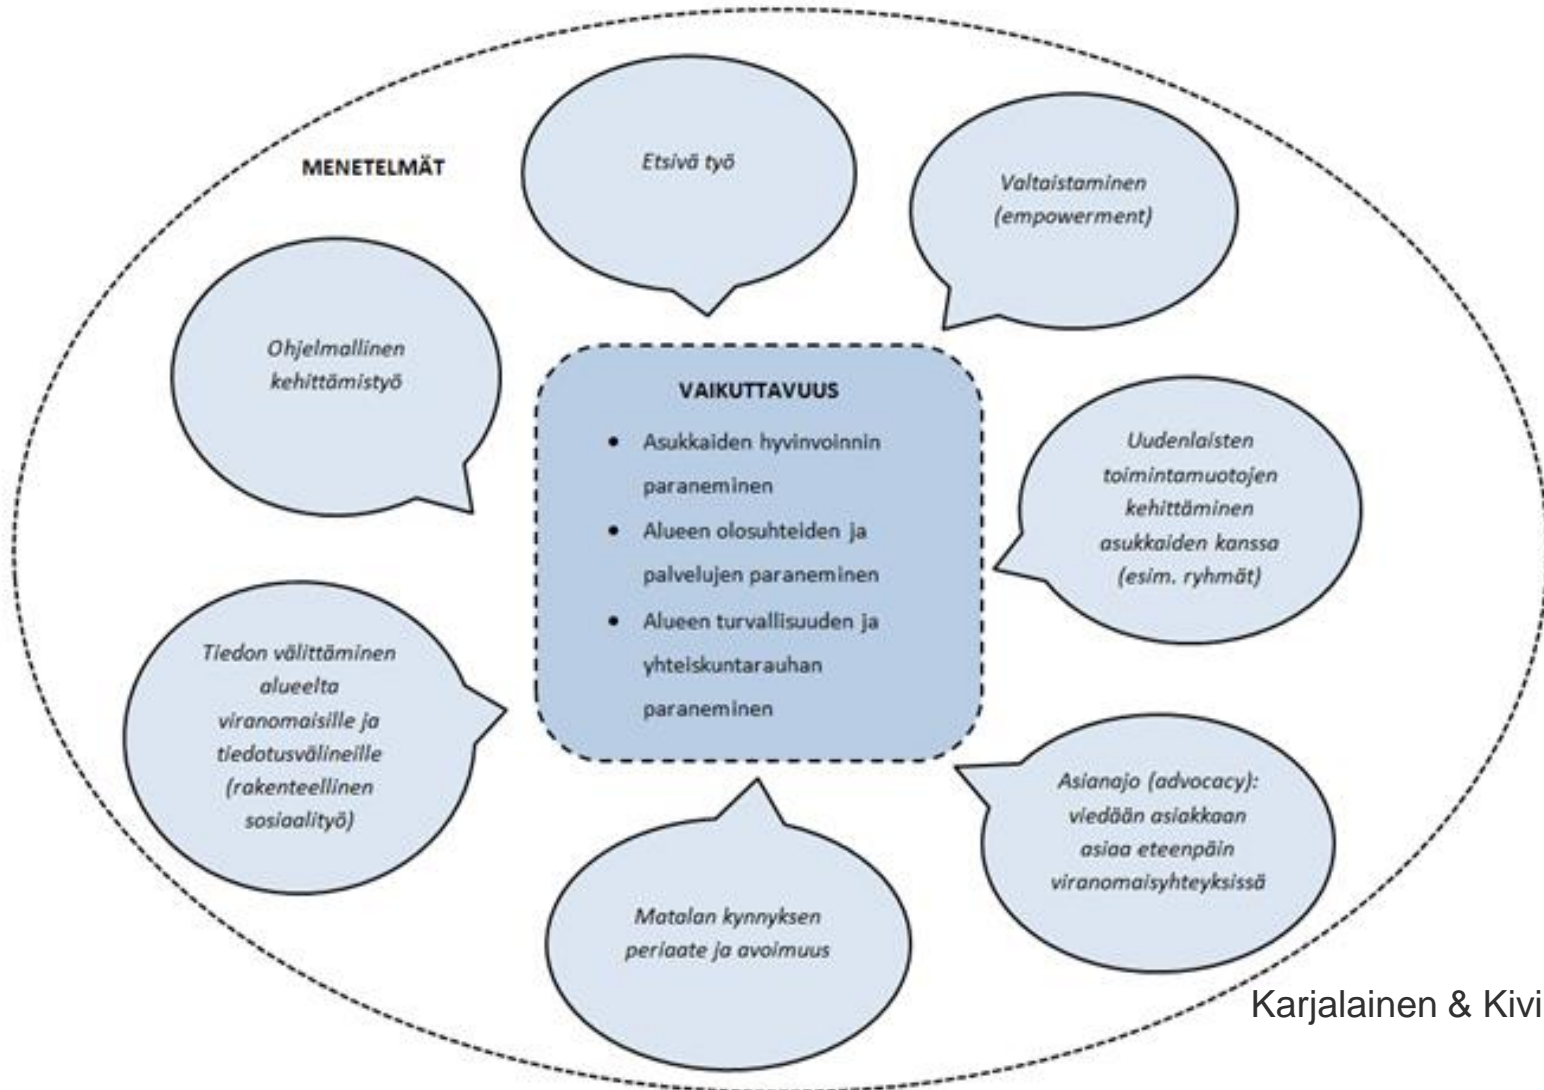 MENETELMÄT
Etsivä työ
Valtaistaminen
(empowerment)
Ohjelmallinen
kehittämistyö
VAIKUTTAVUUS
• Asukkaiden hyvinvoinnin
paraneminen
• Alueen olosuhteiden ja
palvelujen paraneminen
• Alueen turvallisuuden ja
yhteiskuntarauhan
paraneminen
Uudenlaisten
toimintamuotojen
kehittäminen
asukkaiden kanssa
(esim. ryhmät)
Tiedon välittäminen
alueelta
viranomaisille ja
tiedotusvälineille
(rakenteellinen
sosiaalityö)
Asianajo (advocacy):
viedään asiakkaan
asiaa eteenpäin
viranomaisyhteyksissä
Matalan kynnyksen
periaate ja avoimuus
Karjalainen & Kivi